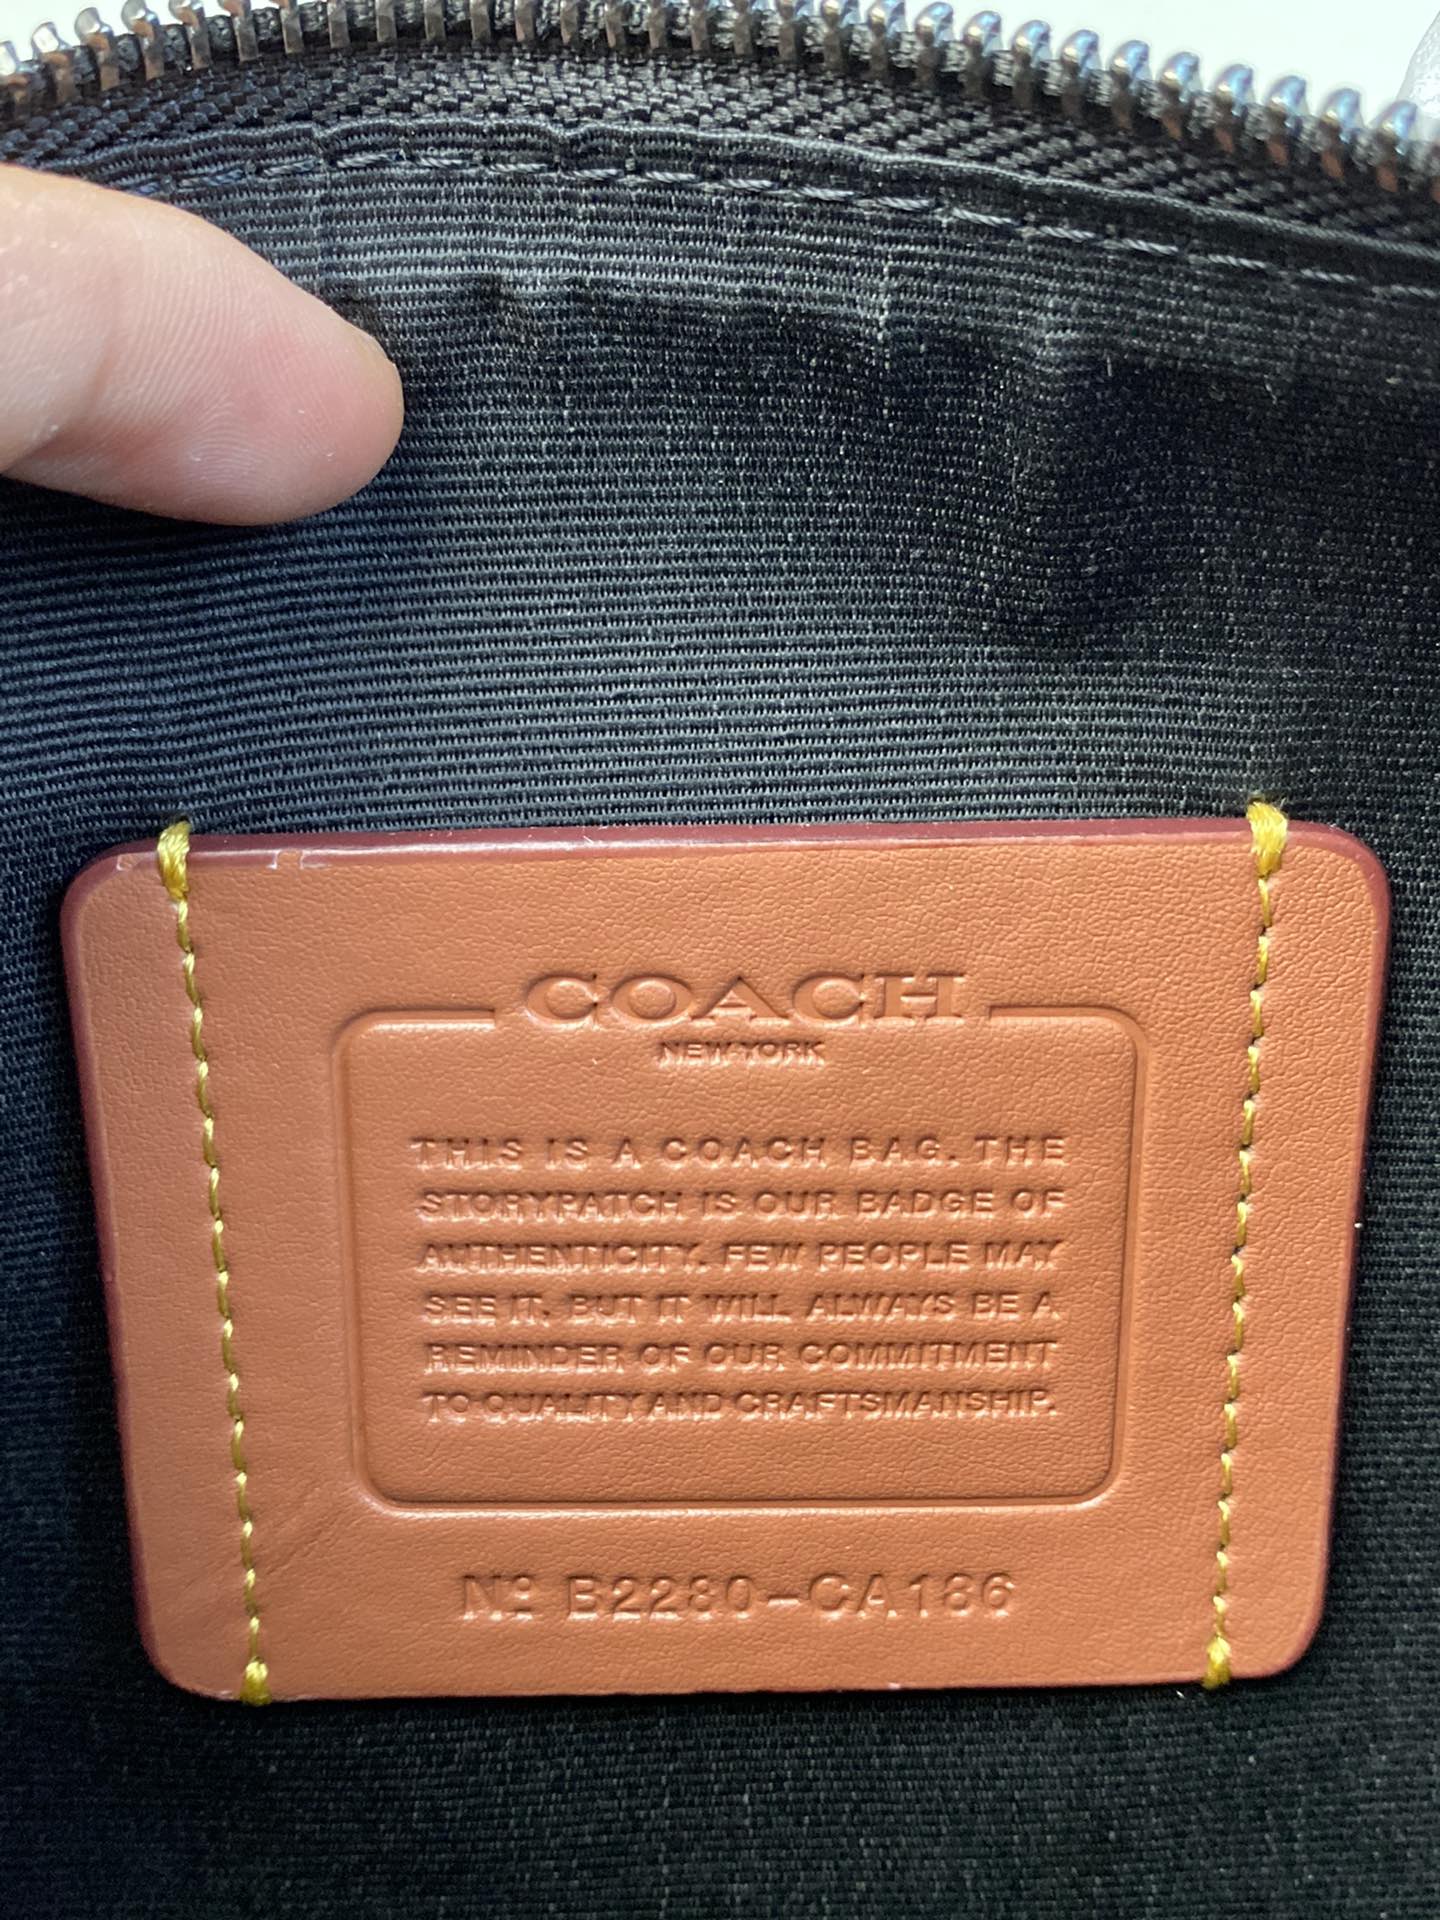 COACH
NEW YORK
THIS IS A COACH BAG. THE
STORYPATCH IS OUR BADGE OF
AUTHENTICITY. FEW PEOPLE MAY
SEE IT. BUT IT WILL ALWAYS BE A
REMINDER OF OUR COMMITMENT
TO QUALITY AND CRAFTSMANSHIP.
Nº B2280-CA186